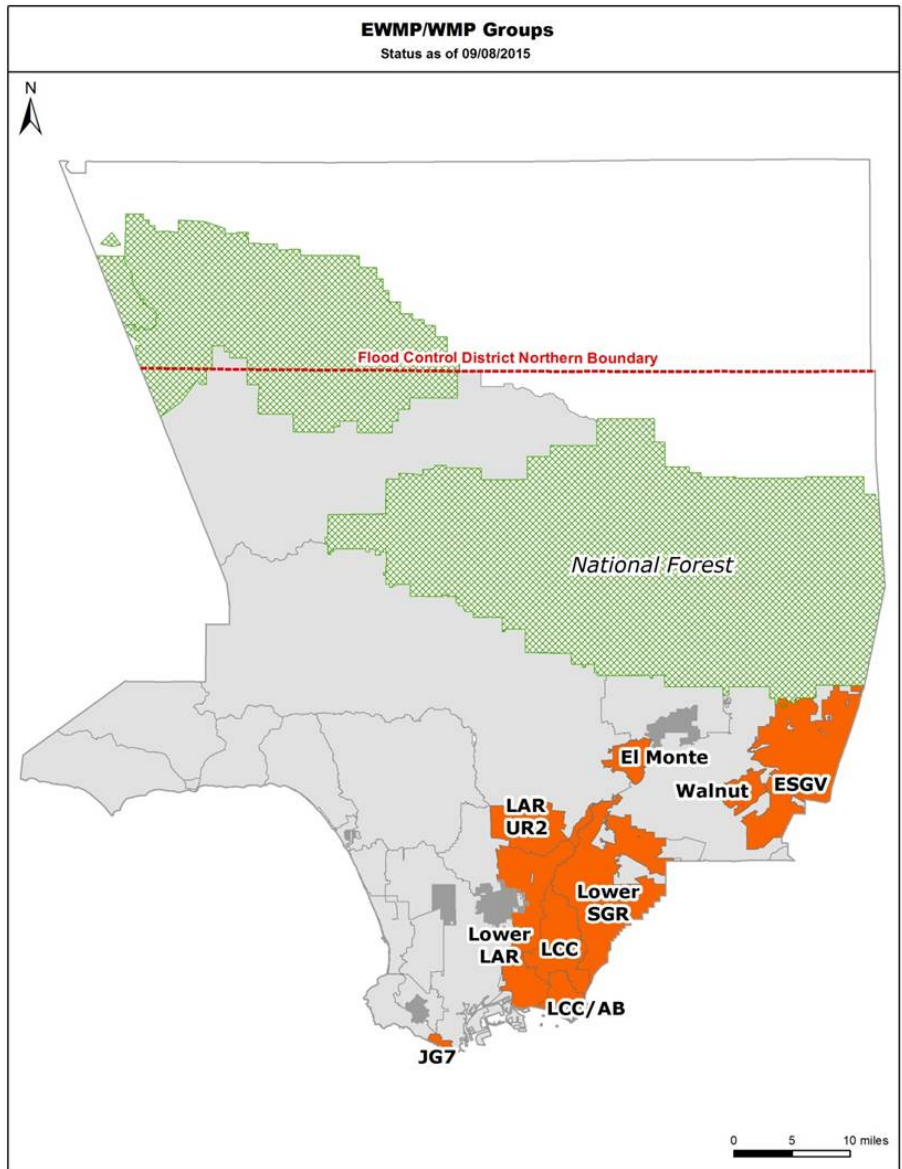 EWMP/WMP Groups
Status as of 09/08/2015
N
Flood Control District Northern Boundary
National Forest
El Monte
Walnut
ESGV
LAR
UR2
Lower
SGR
Lower
LAR
LCC
LCC/AB
JG7
0 5 10 miles